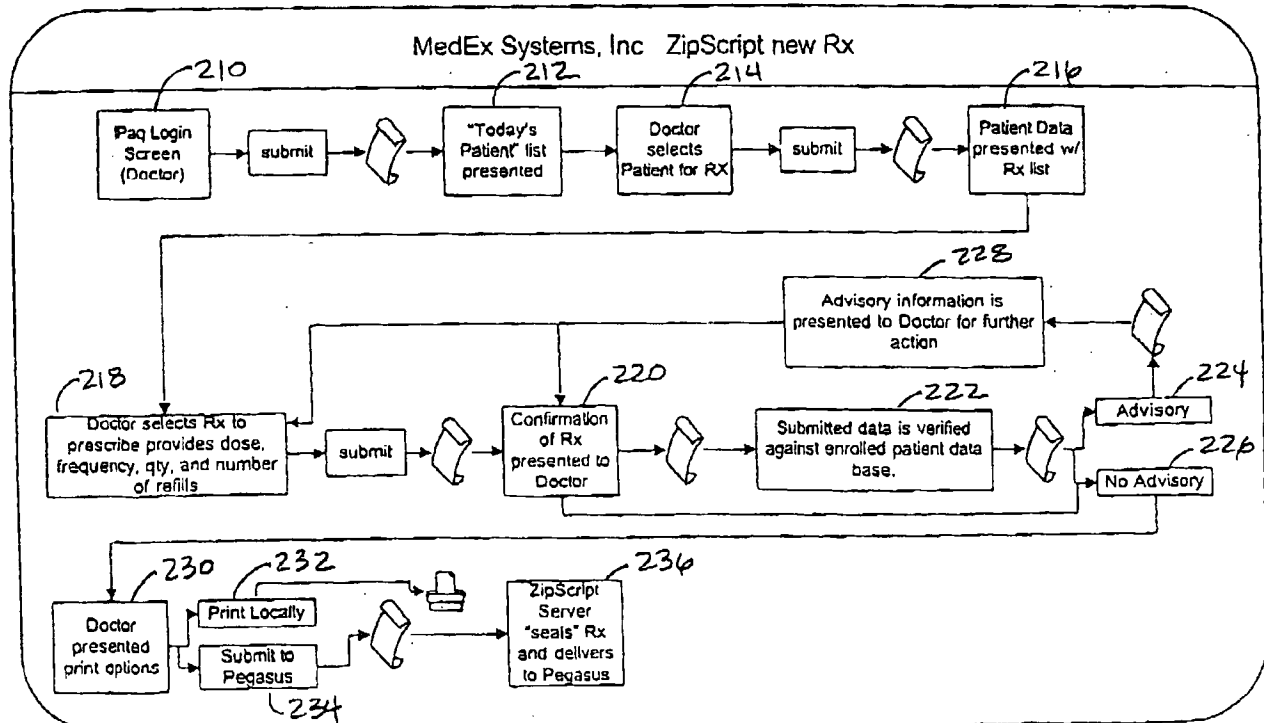 MedEx Systems, Inc ZipScript new Rx
210
212
214
216
iPaq Login
Screen
(Doctor)
submit
"Today's
Patient" list
presented
Doctor
selects
Patient for RX
submit
Patient Data
presented w/
Rx list
228
Advisory information is
presented to Doctor for further
action
218
Doctor selects Rx to
prescribe provides dose,
frequency, qty, and number
of refills
submit
220
Confirmation
of Rx
presented to
Doctor
222
Submitted data is verified
against enrolled patient data
base.
224
Advisory
226
No Advisory
230
Doctor
presented
print options
232
Print Locally
Submit to
Pegasus
234
236
ZipScript
Server
"seals" Rx
and delivers
to Pegasus